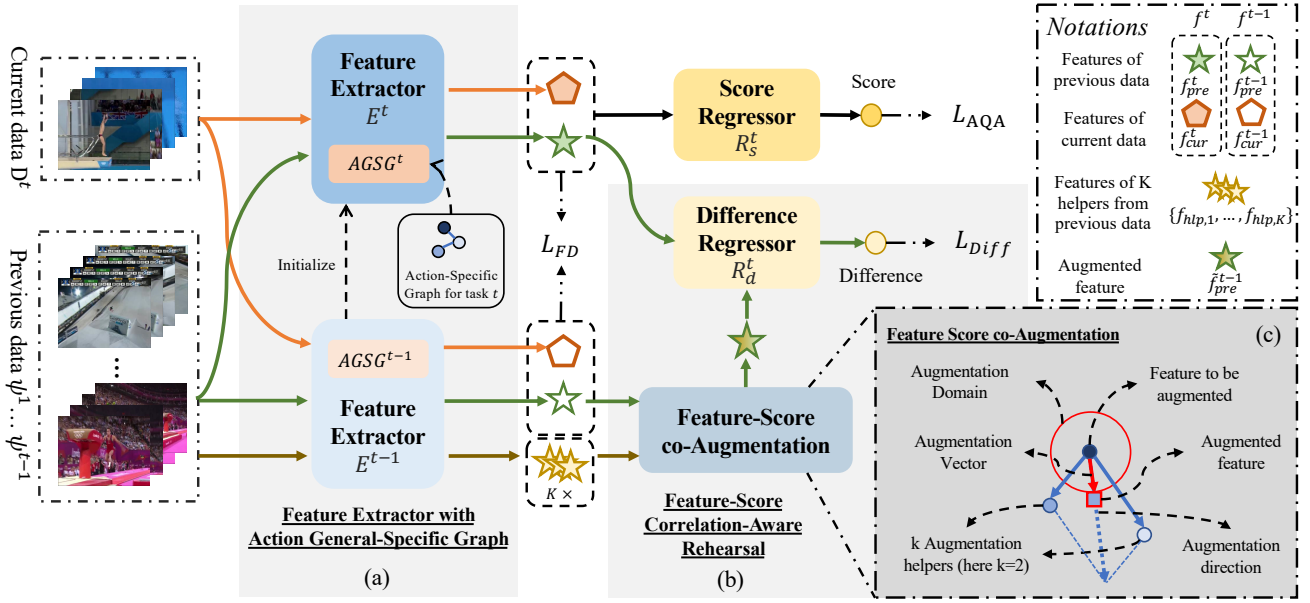 Current data D^t
Previous data ψ^1 … ψ^{t−1}
Feature
Extractor
E^t
AGSG^t
Initialize
Action-Specific
Graph for task t
AGSG^{t−1}
Feature
Extractor
E^{t−1}
Feature Extractor with
Action General-Specific Graph
(a)
L_FD
K ×
Score
Regressor
R_s^t
Score
L_AQA
Difference
Regressor
R_d^t
Difference
L_Diff
Feature-Score
co-Augmentation
Feature-Score
Correlation-Aware
Rehearsal
(b)
Notations
f^t f^{t−1}
Features of
previous data
f_pre^t f_pre^{t−1}
Features of
current data
f_cur^t f_cur^{t−1}
Features of K
helpers from
previous data
{f_{hlp,1}, … , f_{hlp,K}}
Augmented
feature
f̃_pre^{t−1}
Feature Score co-Augmentation
(c)
Augmentation
Domain
Feature to be
augmented
Augmentation
Vector
Augmented
feature
k Augmentation
helpers (here k=2)
Augmentation
direction